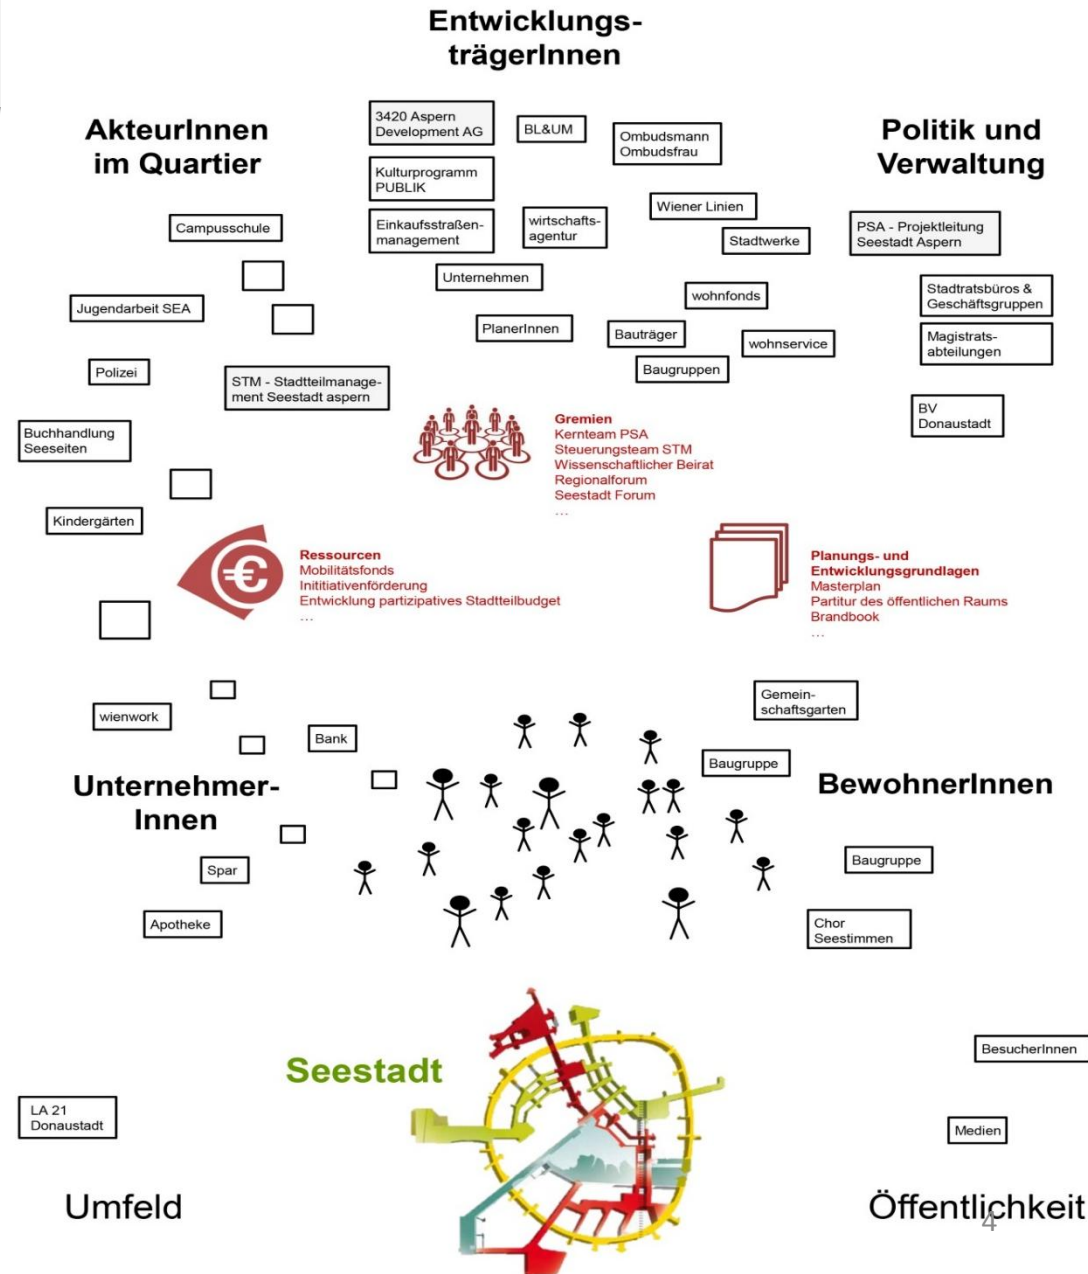 Entwicklungs-
trägerInnen
AkteurInnen
im Quartier
Politik und
Verwaltung
3420 Aspern
Development AG
BL&UM
Ombudsmann
Ombudsfrau
Kulturprogramm
PUBLIK
Einkaufsstraßen-
management
wirtschafts-
agentur
Wiener Linien
Stadtwerke
Unternehmen
wohnfonds
PlanerInnen
Bauträger
wohnservice
Baugruppen
Campusschule
Jugendarbeit SEA
Polizei
STM - Stadtteilmanage-
ment Seestadt aspern
Buchhandlung
Seeseiten
Kindergärten
PSA - Projektleitung
Seestadt Aspern
Stadtratsbüros &
Geschäftsgruppen
Magistrats-
abteilungen
BV
Donaustadt
Gremien
Kernteam PSA
Steuerungsteam STM
Wissenschaftlicher Beirat
Regionalforum
Seestadt Forum
...
€
Ressourcen
Mobilitätsfonds
Inititiativenförderung
Entwicklung partizipatives Stadtteilbudget
...
Planungs- und
Entwicklungsgrundlagen
Masterplan
Partitur des öffentlichen Raums
Brandbook
...
wienwork
Bank
Unternehmer-
Innen
Spar
Apotheke
Gemein-
schaftsgarten
Baugruppe
BewohnerInnen
Baugruppe
Chor
Seestimmen
Seestadt
BesucherInnen
LA 21
Donaustadt
Medien
Umfeld
Öffentlichkeit
4